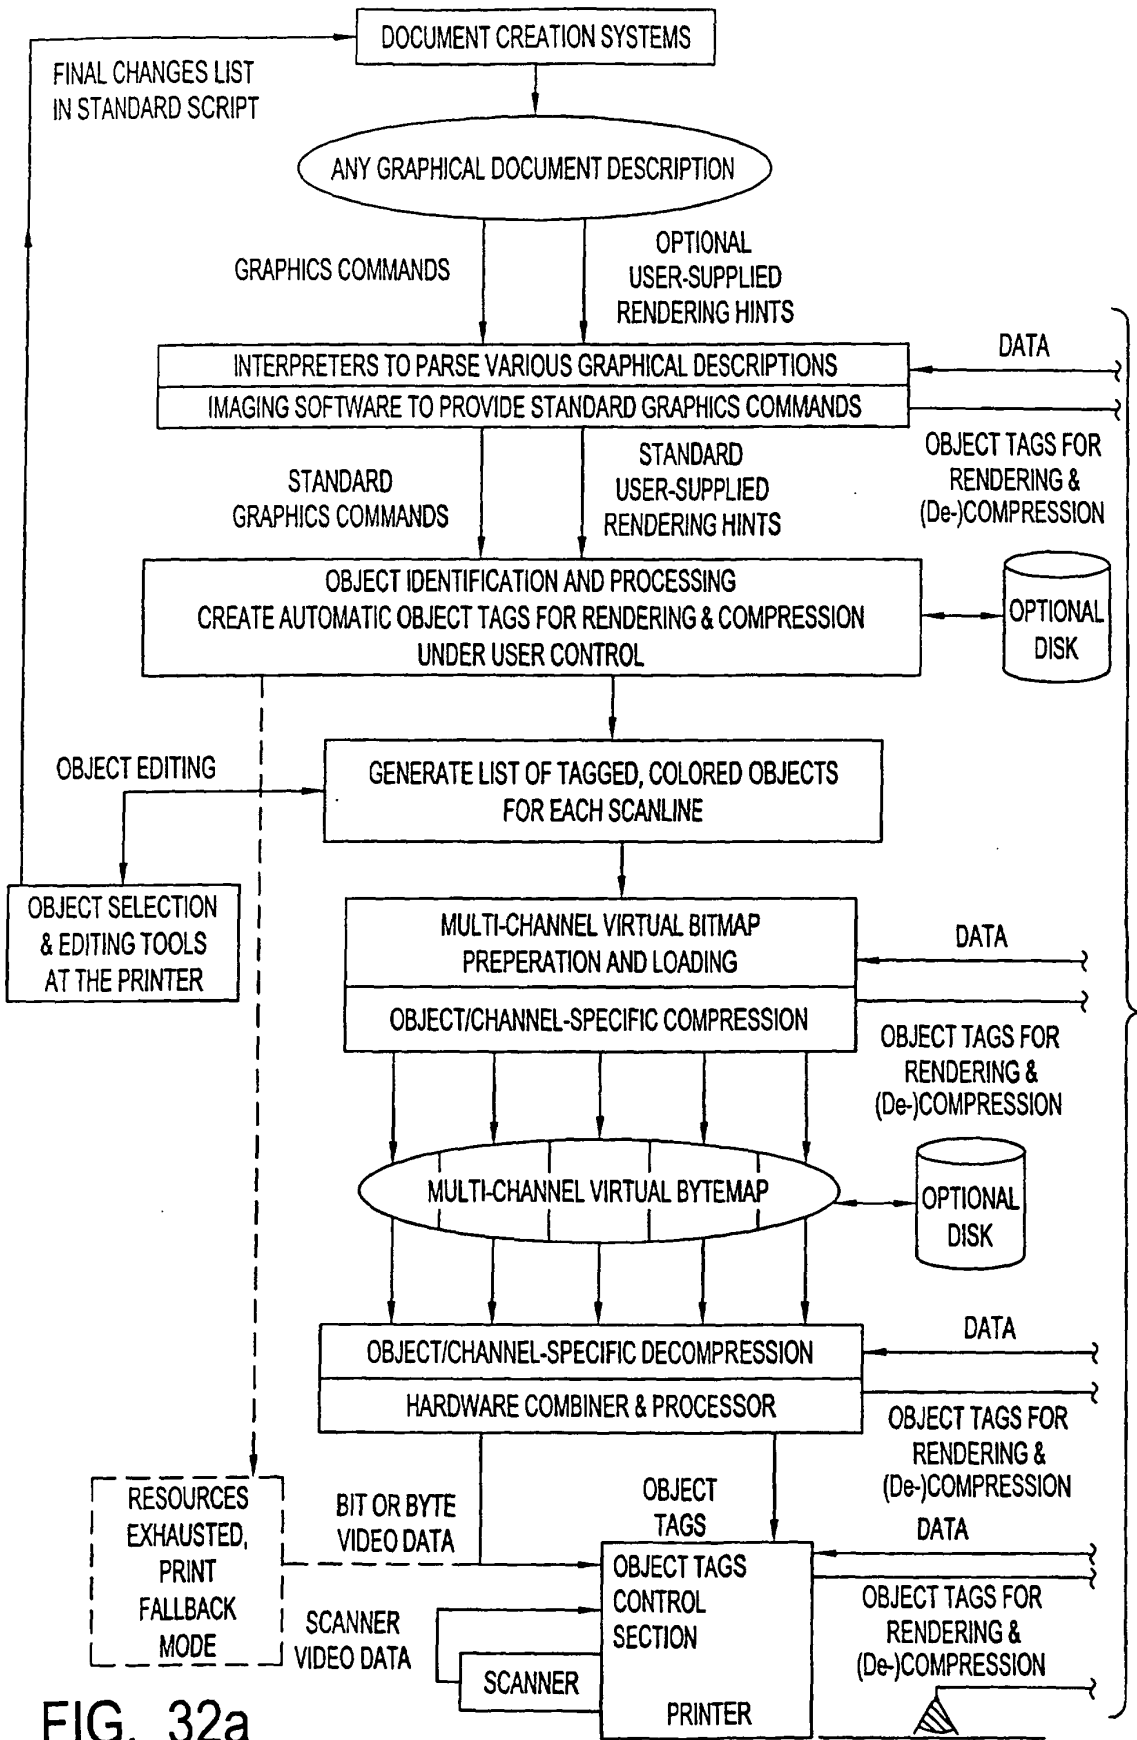 DOCUMENT CREATION SYSTEMS
FINAL CHANGES LIST
IN STANDARD SCRIPT
ANY GRAPHICAL DOCUMENT DESCRIPTION
GRAPHICS COMMANDS
OPTIONAL
USER-SUPPLIED
RENDERING HINTS
INTERPRETERS TO PARSE VARIOUS GRAPHICAL DESCRIPTIONS
IMAGING SOFTWARE TO PROVIDE STANDARD GRAPHICS COMMANDS
DATA
OBJECT TAGS FOR
RENDERING &
(De-)COMPRESSION
STANDARD
GRAPHICS COMMANDS
STANDARD
USER-SUPPLIED
RENDERING HINTS
OBJECT IDENTIFICATION AND PROCESSING
CREATE AUTOMATIC OBJECT TAGS FOR RENDERING & COMPRESSION
UNDER USER CONTROL
OPTIONAL
DISK
OBJECT EDITING
GENERATE LIST OF TAGGED, COLORED OBJECTS
FOR EACH SCANLINE
OBJECT SELECTION
& EDITING TOOLS
AT THE PRINTER
MULTI-CHANNEL VIRTUAL BITMAP
PREPERATION AND LOADING
OBJECT/CHANNEL-SPECIFIC COMPRESSION
DATA
OBJECT TAGS FOR
RENDERING &
(De-)COMPRESSION
MULTI-CHANNEL VIRTUAL BYTEMAP
OPTIONAL
DISK
OBJECT/CHANNEL-SPECIFIC DECOMPRESSION
HARDWARE COMBINER & PROCESSOR
DATA
OBJECT TAGS FOR
RENDERING &
(De-)COMPRESSION
RESOURCES
EXHAUSTED,
PRINT
FALLBACK
MODE
BIT OR BYTE
VIDEO DATA
OBJECT
TAGS
OBJECT TAGS
CONTROL
SECTION
PRINTER
DATA
OBJECT TAGS FOR
RENDERING &
(De-)COMPRESSION
SCANNER
VIDEO DATA
SCANNER
FIG. 32a